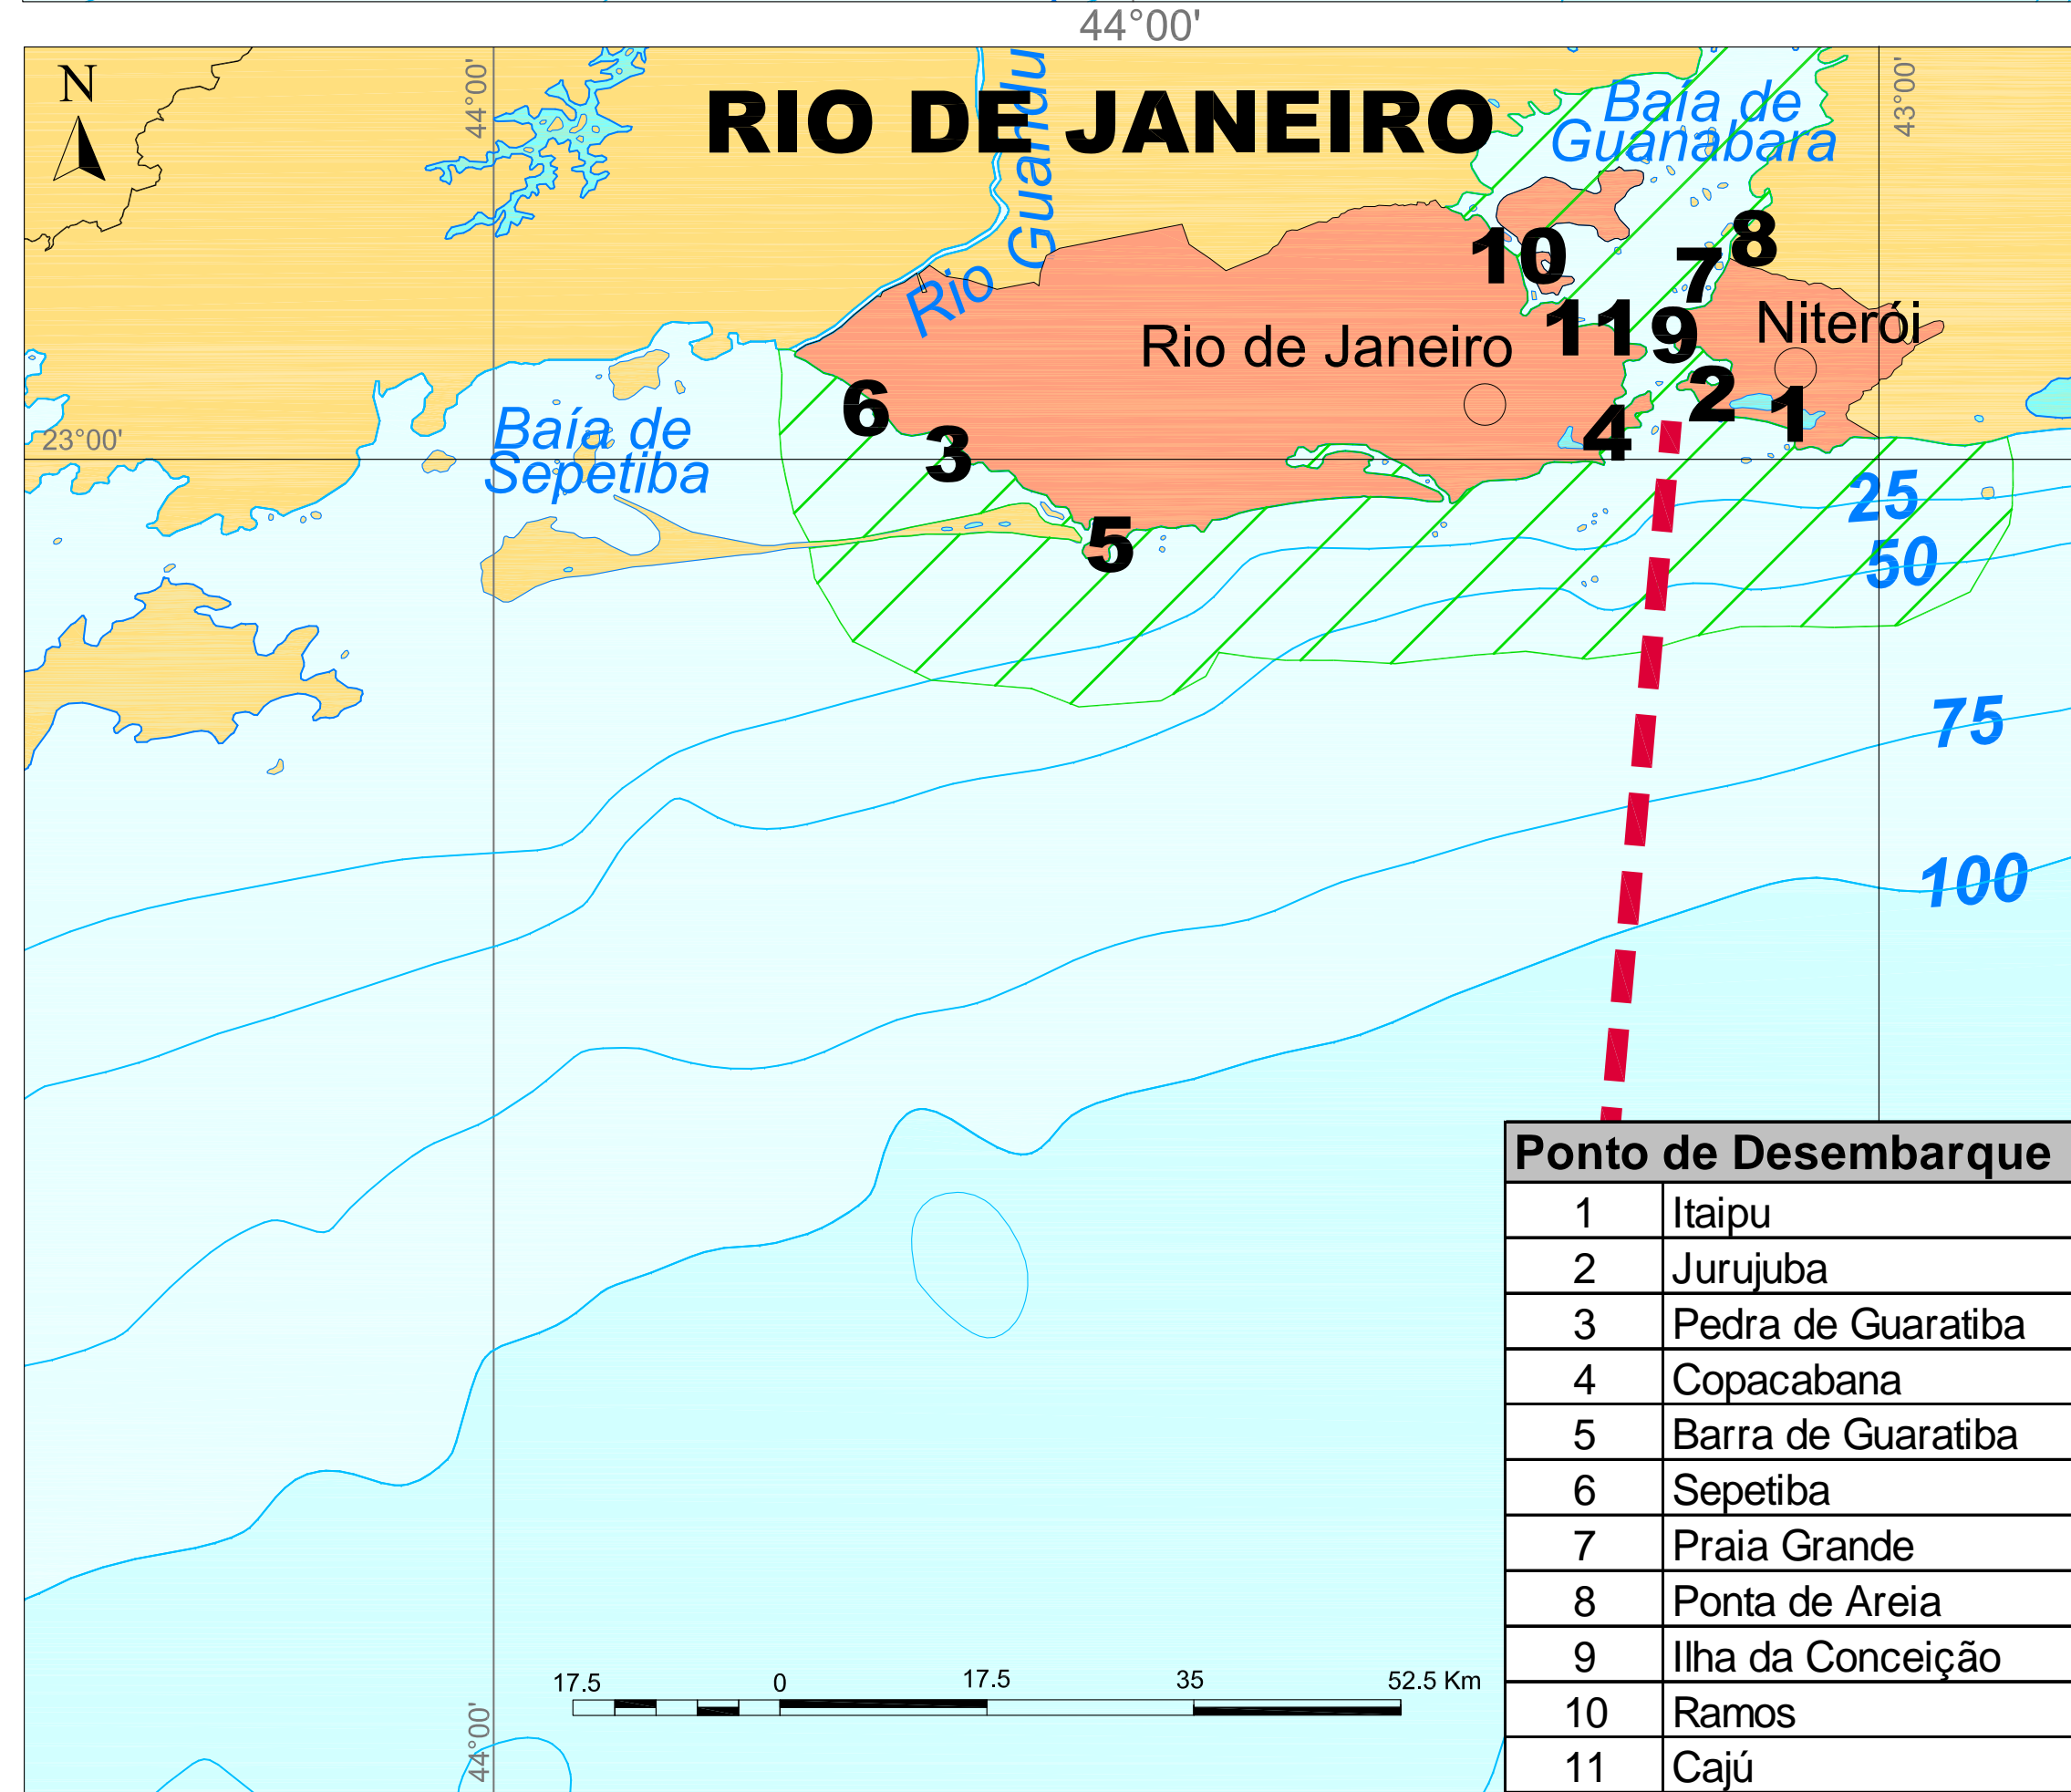 44°00'
N
44°00'
RIO DE JANEIRO
Rio Guandu
Baía de
Guanabara
43°00'
10
8
7
11
9
Niterói
Rio de Janeiro
6
2
1
4
3
23°00'
Baía de
Sepetiba
25
5
50
75
100
Ponto de Desembarque
1 Itaipu
2 Jurujuba
3 Pedra de Guaratiba
4 Copacabana
5 Barra de Guaratiba
6 Sepetiba
7 Praia Grande
8 Ponta de Areia
9 Ilha da Conceição
10 Ramos
11 Cajú
17.5 0 17.5 35 52.5 Km
44°00'